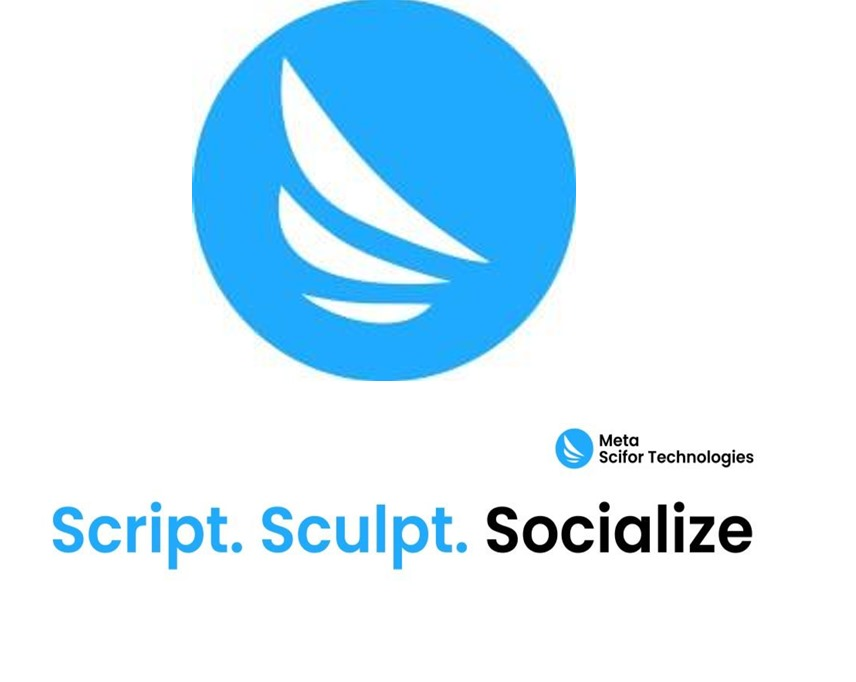 Meta
Scifor Technologies
Script. Sculpt. Socialize